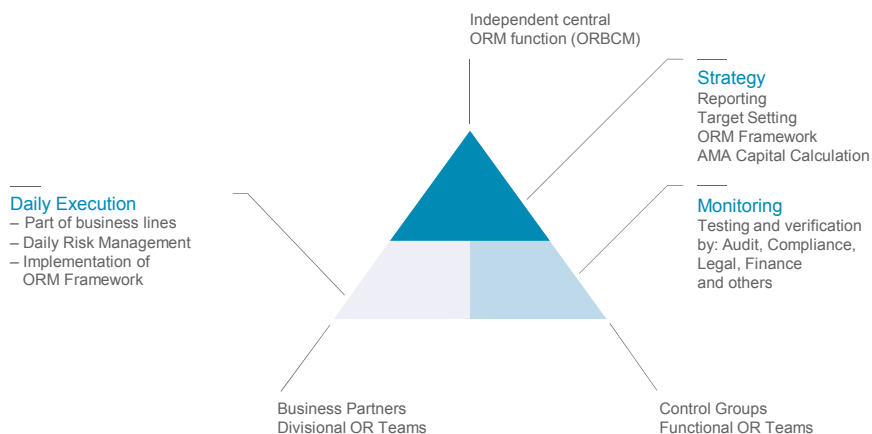 Independent central
ORM function (ORBCM)
Strategy
Reporting
Target Setting
ORM Framework
AMA Capital Calculation
Daily Execution
– Part of business lines
– Daily Risk Management
– Implementation of
ORM Framework
Monitoring
Testing and verification
by: Audit, Compliance,
Legal, Finance
and others
Business Partners
Divisional OR Teams
Control Groups
Functional OR Teams